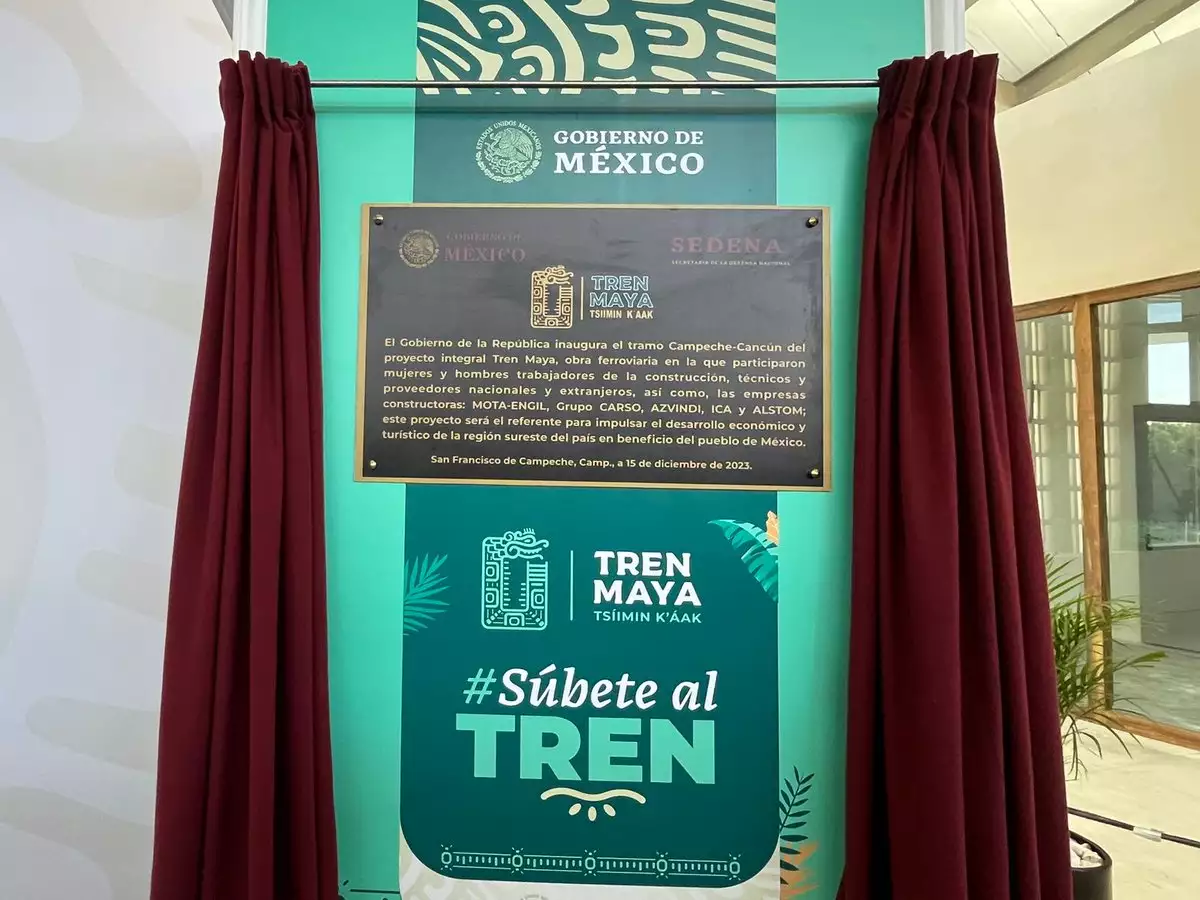 ESTADOS UNIDOS MEXICANOS
GOBIERNO DE
MÉXICO
GOBIERNO DE
MÉXICO
SEDENA
SECRETARÍA DE LA DEFENSA NACIONAL
TREN
MAYA
TSIIMIN K AAK
El Gobierno de la República inaugura el tramo Campeche-Cancún del
proyecto integral Tren Maya, obra ferroviaria en la que participaron
mujeres y hombres trabajadores de la construcción, técnicos y
proveedores nacionales y extranjeros, así como, las empresas
constructoras: MOTA-ENGIL, Grupo CARSO, AZVINDI, ICA y ALSTOM;
este proyecto será el referente para impulsar el desarrollo económico y
turístico de la región sureste del país en beneficio del pueblo de México.
San Francisco de Campeche, Camp., a 15 de diciembre de 2023.
TREN
MAYA
TSÍIMIN K'ÁAK
#Súbete al
TREN